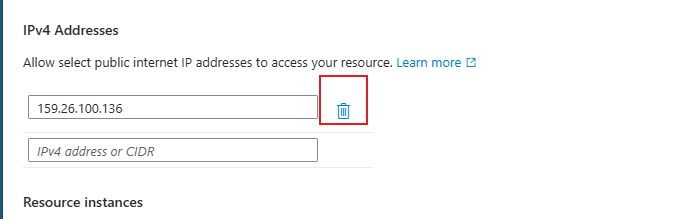 IPv4 Addresses
Allow select public internet IP addresses to access your resource. Learn more
159.26.100.136
IPv4 address or CIDR
Resource instances